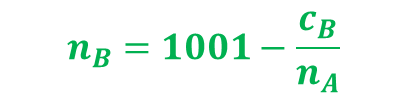 n_B = 1001 − c_B / n_A